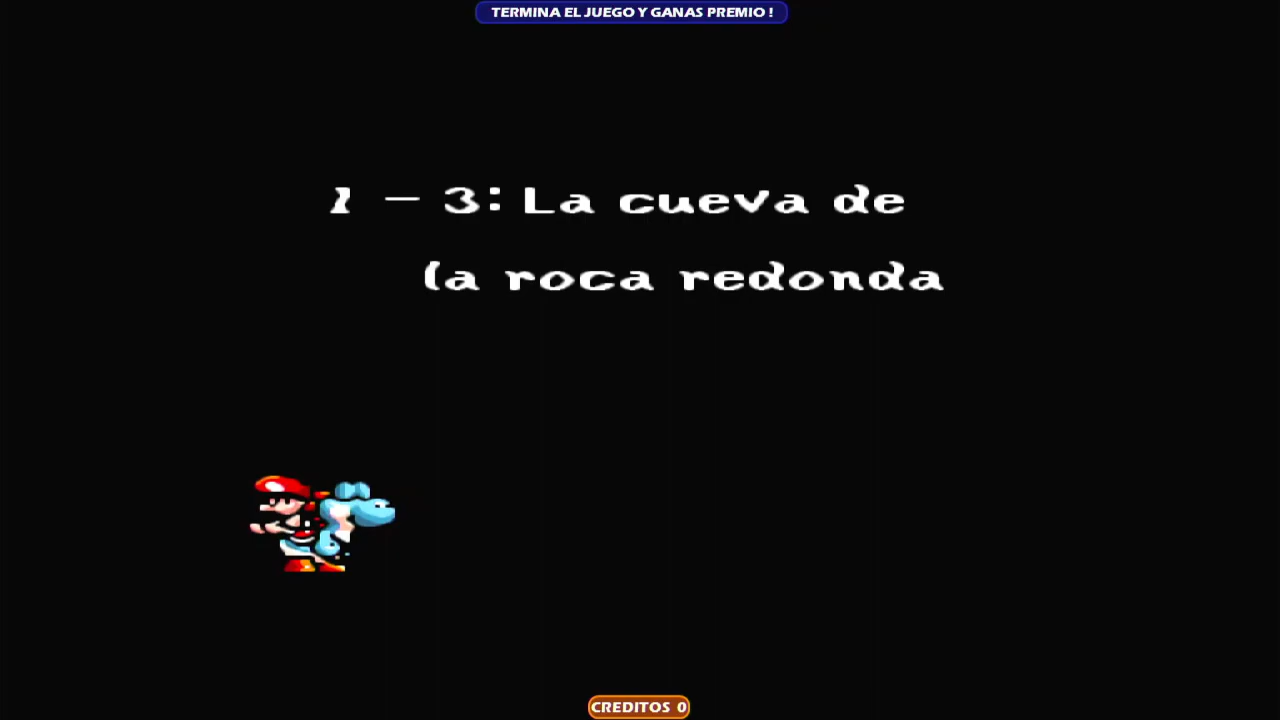 TERMINA EL JUEGO Y GANAS PREMIO !
1 - 3: La cueva de
la roca redonda
CREDITOS 0